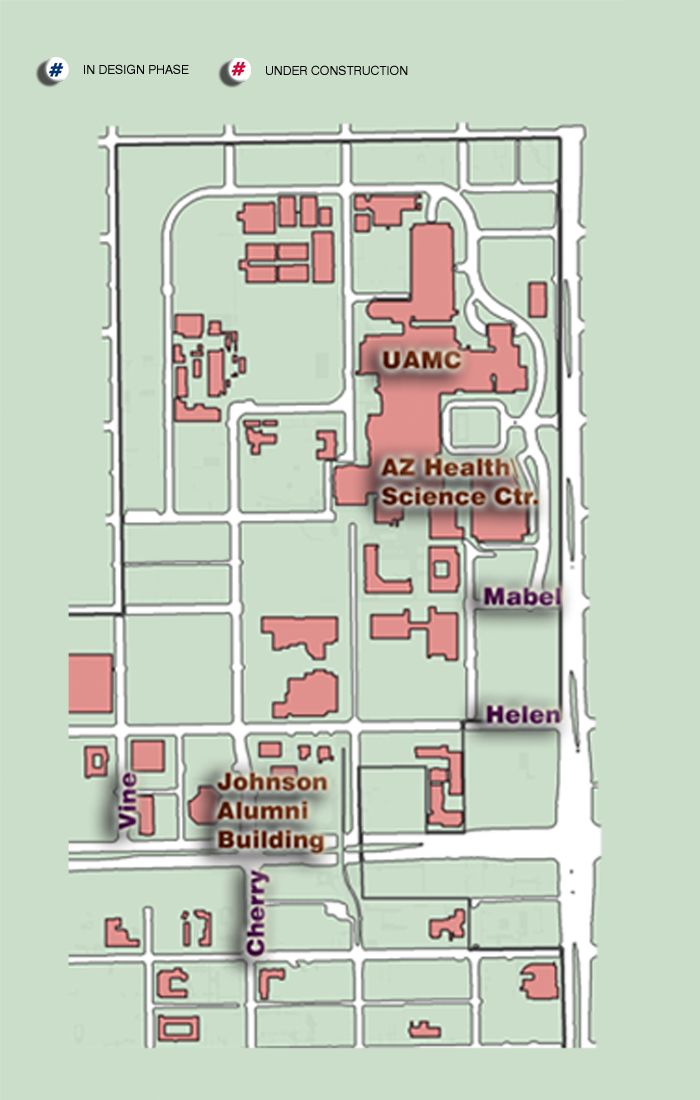 # IN DESIGN PHASE # UNDER CONSTRUCTION
UAMC
AZ Health
Science Ctr.
Mabel
Helen
Vine
Johnson
Alumni
Building
Cherry